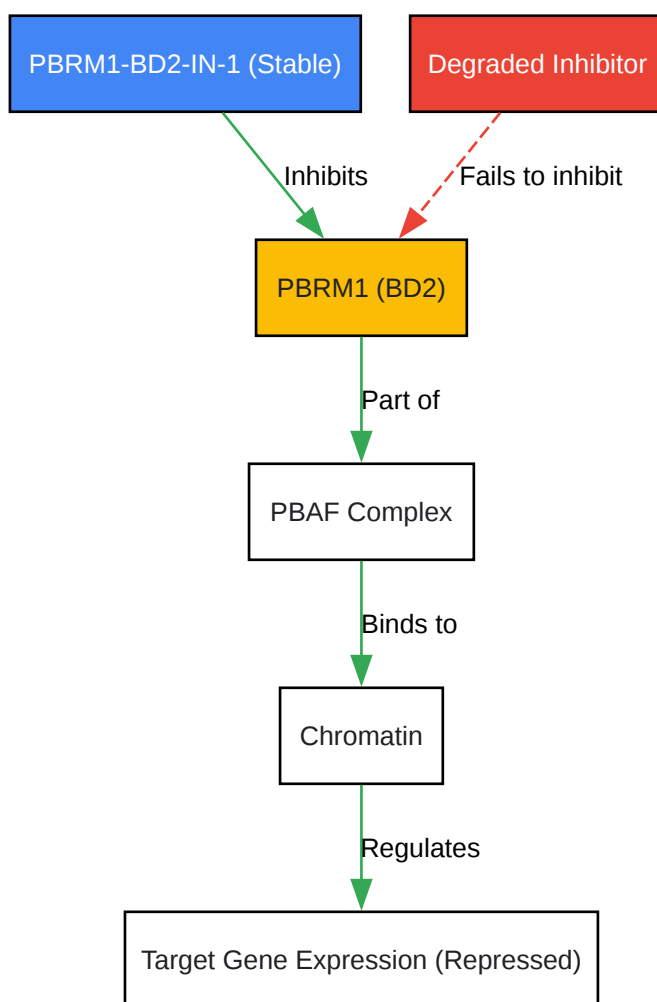 PBRM1-BD2-IN-1 (Stable)
Degraded Inhibitor
Inhibits
Fails to inhibit
PBRM1 (BD2)
Part of
PBAF Complex
Binds to
Chromatin
Regulates
Target Gene Expression (Repressed)